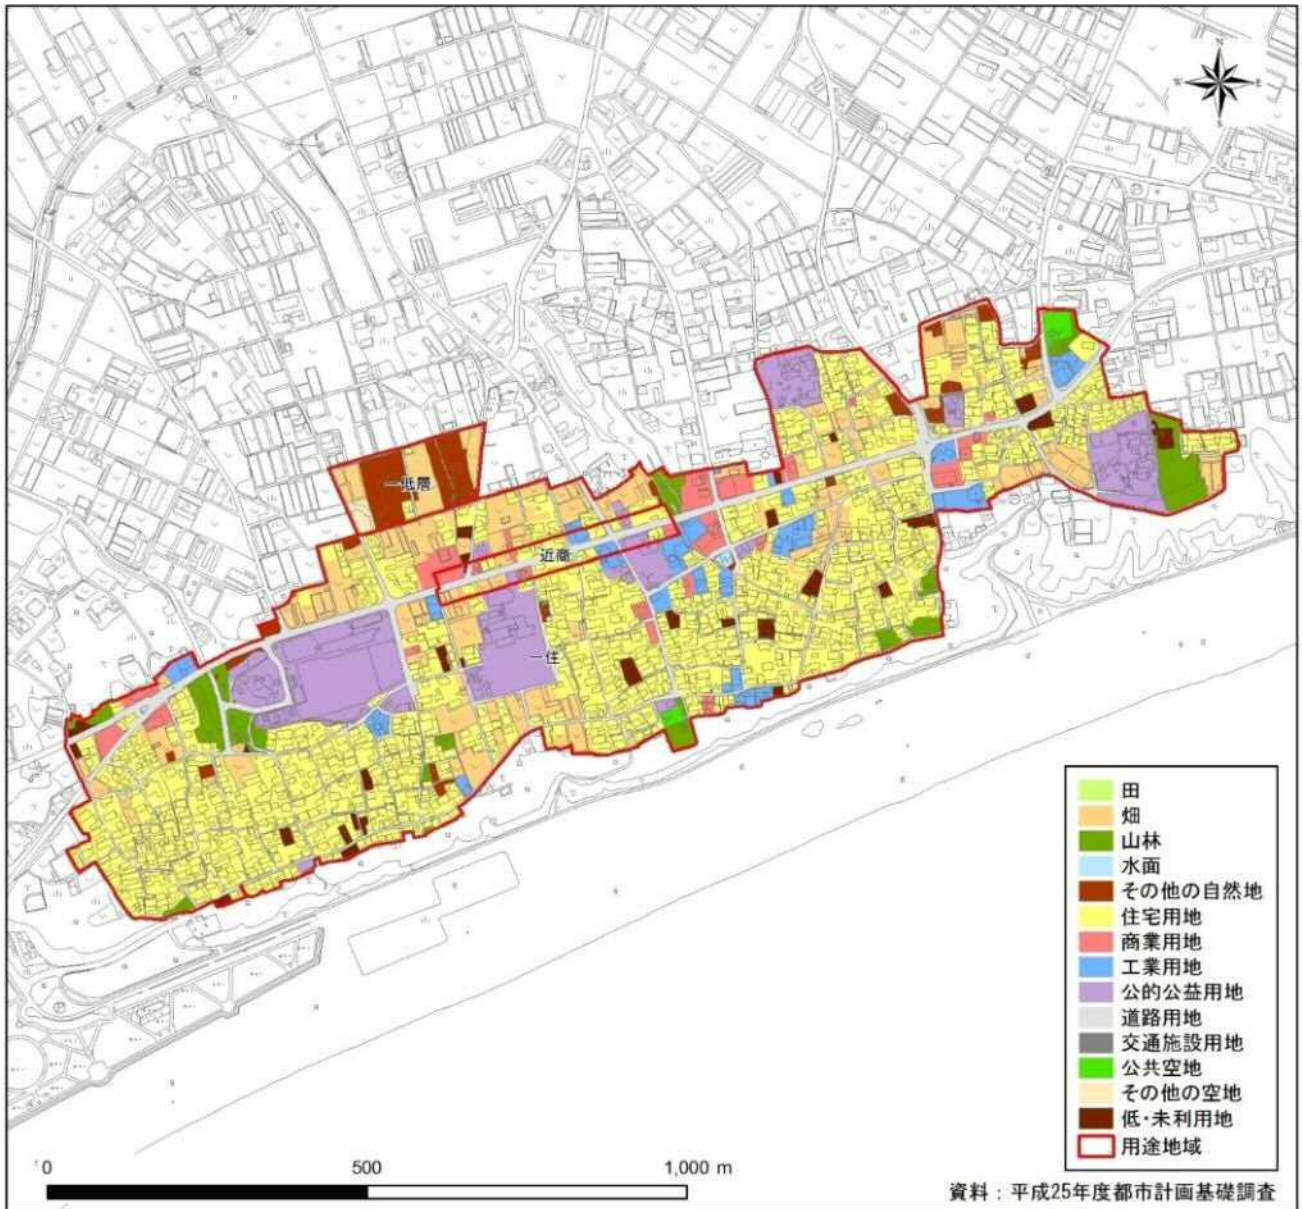 N
W
E
S
一低層
近商
一住
田
畑
山林
水面
その他の自然地
住宅用地
商業用地
工業用地
公的公益用地
道路用地
交通施設用地
公共空地
その他の空地
低・未利用地
用途地域
0
500
1,000 m
資料：平成25年度都市計画基礎調査